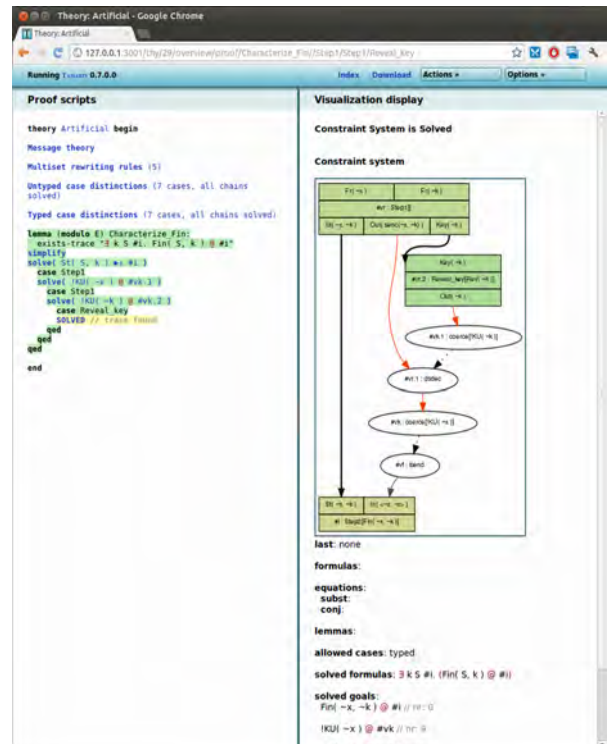 Theory: Artificial - Google Chrome
Theory: Artificial
127.0.0.1:3001/thy/29/overview/proof/Characterize_Fin//Step1/Step1/Reveal_key
Running Tamarin 0.7.0.0
Index Download Actions » Options »
Proof scripts
theory Artificial begin
Message theory
Multiset rewriting rules (5)
Untyped case distinctions (7 cases, all chains
solved)
Typed case distinctions (7 cases, all chains solved)
lemma (modulo E) Characterize_Fin:
exists-trace "∃ k S #i. Fin( S, k ) @ #i"
simplify
solve( St( S, k ) ▶₀ #i )
case Step1
solve( !KU( ~x ) @ #vk.1 )
case Step1
solve( !KU( ~k ) @ #vk.2 )
case Reveal_key
SOLVED // trace found
qed
qed
qed
end
Visualization display
Constraint System is Solved
Constraint system
Fr( ~x ) Fr( ~k )
#vr : Step1[]
St( ~x, ~k ) Out( senc(~x, ~k) ) Key( ~k )
Key( ~k )
#vr.2 : Reveal_key[Rev( ~k )]
Out( ~k )
#vk.1 : coerce[!KU( ~k )]
#vr.1 : dsdec
#vk : coerce[!KU( ~x )]
#vf : isend
St( ~x, ~k )
#i : Step2[Fin( ~x, ~k )]
last: none
formulas:
equations:
subst:
conj:
lemmas:
allowed cases: typed
solved formulas: ∃ k S #i. (Fin( S, k ) @ #i)
solved goals:
Fin( ~x, ~k ) @ #i // nr: 0
!KU( ~x ) @ #vk // nr: